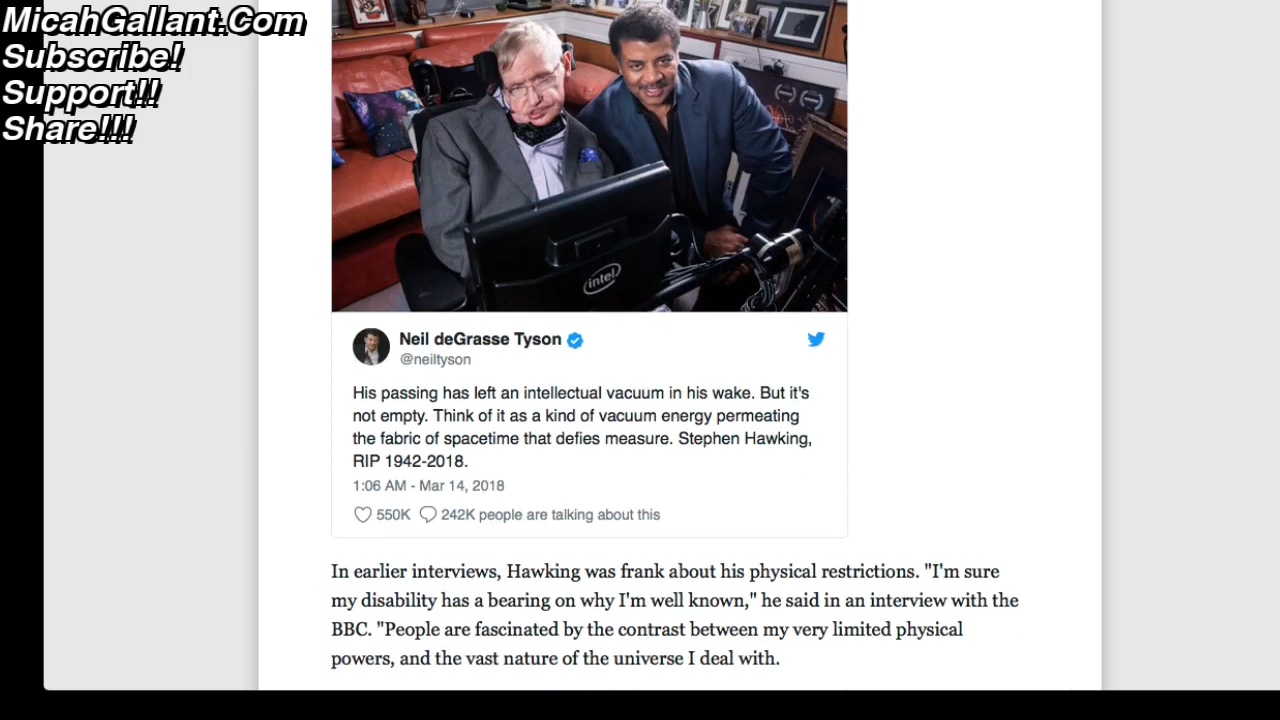 MicahGallant.Com
Subscribe!
Support!!
Share!!!
intel
Neil deGrasse Tyson
@neiltyson
His passing has left an intellectual vacuum in his wake. But it's
not empty. Think of it as a kind of vacuum energy permeating
the fabric of spacetime that defies measure. Stephen Hawking,
RIP 1942-2018.
1:06 AM - Mar 14, 2018
550K 242K people are talking about this
In earlier interviews, Hawking was frank about his physical restrictions. "I'm sure
my disability has a bearing on why I'm well known," he said in an interview with the
BBC. "People are fascinated by the contrast between my very limited physical
powers, and the vast nature of the universe I deal with.